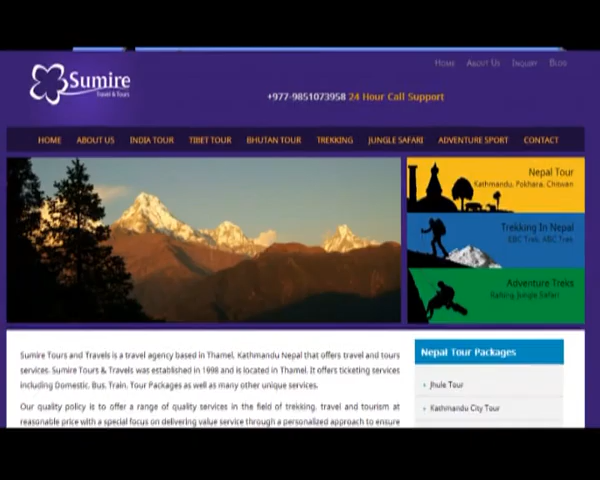 Home About Us Inquiry Blog
Sumire
Travel & Tours
+977-9851073958 24 Hour Call Support
HOME ABOUT US INDIA TOUR TIBET TOUR BHUTAN TOUR TREKKING JUNGLE SAFARI ADVENTURE SPORT CONTACT
Nepal Tour
Kathmandu, Pokhara, Chitwan
Trekking In Nepal
EBC Trek, ABC Trek
Adventure Treks
Rafting, Jungle Safari
Sumire Tours and Travels is a travel agency based in Thamel, Kathmandu Nepal that offers travel and tours
services. Sumire Tours & Travels was established in 1998 and is located in Thamel. It offers ticketing services
including Domestic, Bus, Train, Tour Packages as well as many other unique services.
Our quality policy is to offer a range of quality services in the field of trekking, travel and tourism at
reasonable price with a special focus on delivering value service through a personalized approach to ensure
Nepal Tour Packages
Jhule Tour
Kathmandu City Tour